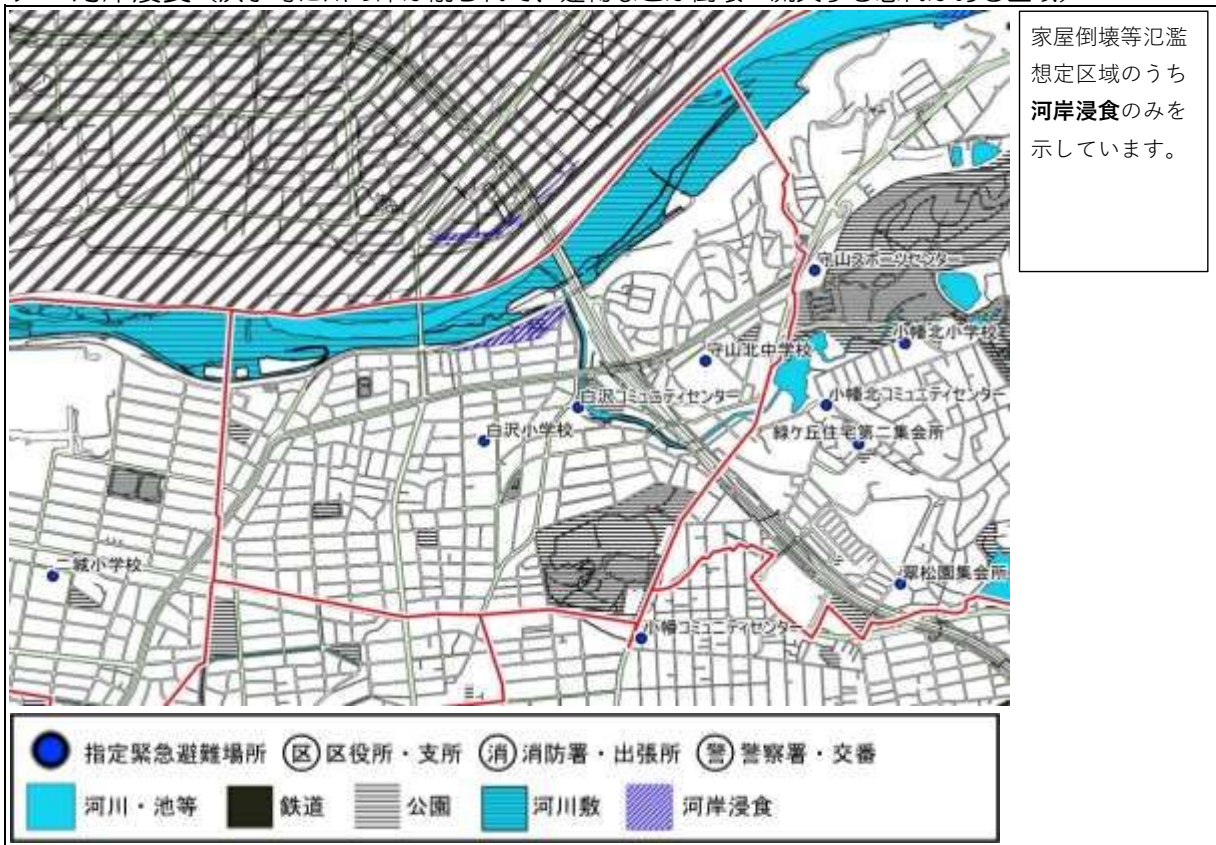 河岸浸食
家屋倒壊等氾濫
想定区域のうち
河岸浸食のみを
示しています。
守山スポーツセンター
小幡北小学校
守山北中学校
白沢コミュニティセンター
小幡北コミュニティセンター
白沢小学校
緑ケ丘住宅第二集会所
二城小学校
翠松園集会所
小幡コミュニティセンター
指定緊急避難場所 区 区役所・支所 消 消防署・出張所 警 警察署・交番
河川・池等 鉄道 公園 河川敷 河岸浸食